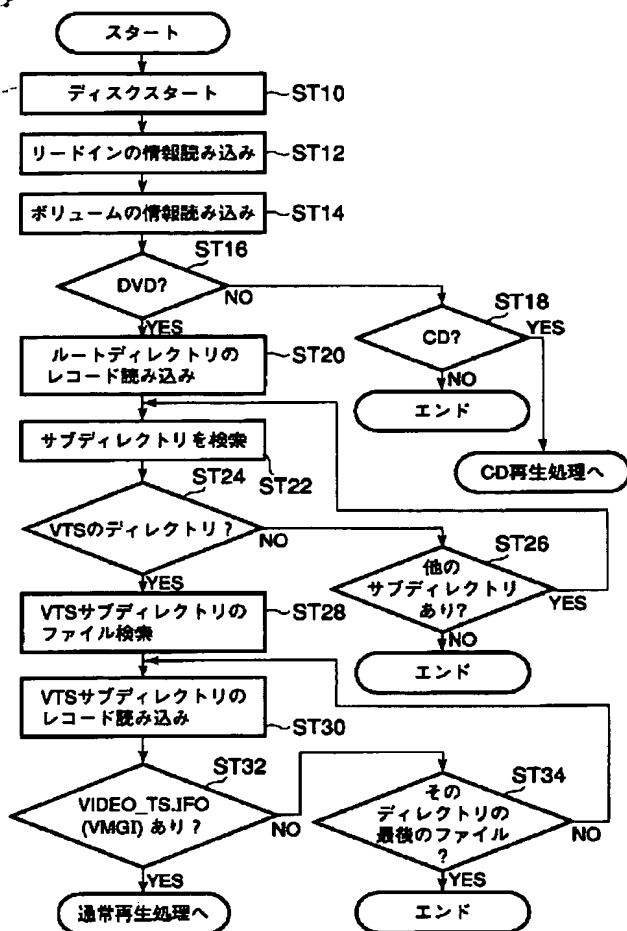 スタート
ディスクスタート
ST10
リードインの情報読み込み
ST12
ボリュームの情報読み込み
ST14
ST16
DVD?
NO
YES
ST18
CD?
YES
NO
エンド
CD再生処理へ
ルートディレクトリの
レコード読み込み
ST20
サブディレクトリを検索
ST22
ST24
VTSのディレクトリ?
NO
YES
ST26
他の
サブディレクトリ
あり?
YES
NO
エンド
VTSサブディレクトリの
ファイル検索
ST28
VTSサブディレクトリの
レコード読み込み
ST30
ST32
VIDEO_TS.IFO
(VMGI) あり?
NO
YES
通常再生処理へ
ST34
その
ディレクトリの
最後のファイル
?
NO
YES
エンド